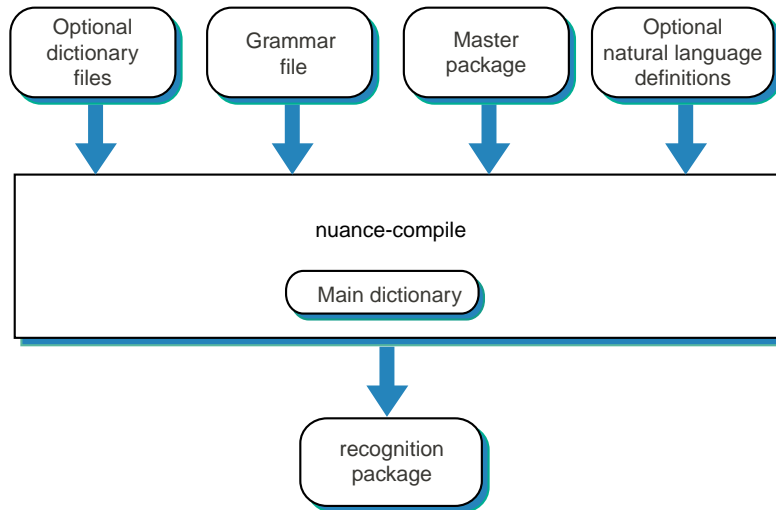 Optional
dictionary
files
Grammar
file
Master
package
Optional
natural language
definitions
nuance-compile
Main dictionary
recognition
package